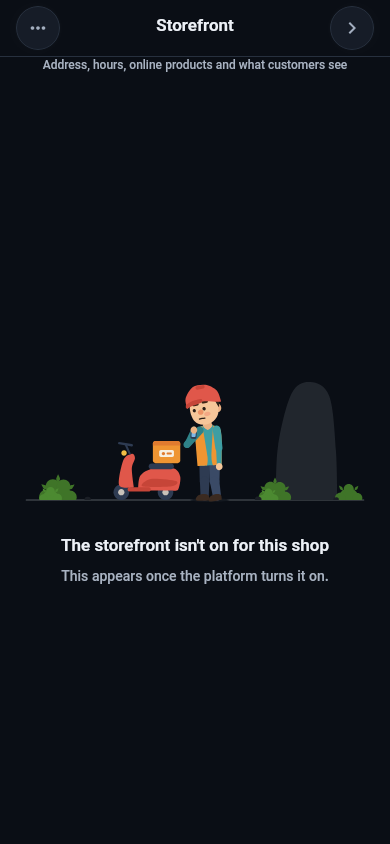 Storefront
Address, hours, online products and what customers see
The storefront isn't on for this shop
This appears once the platform turns it on.